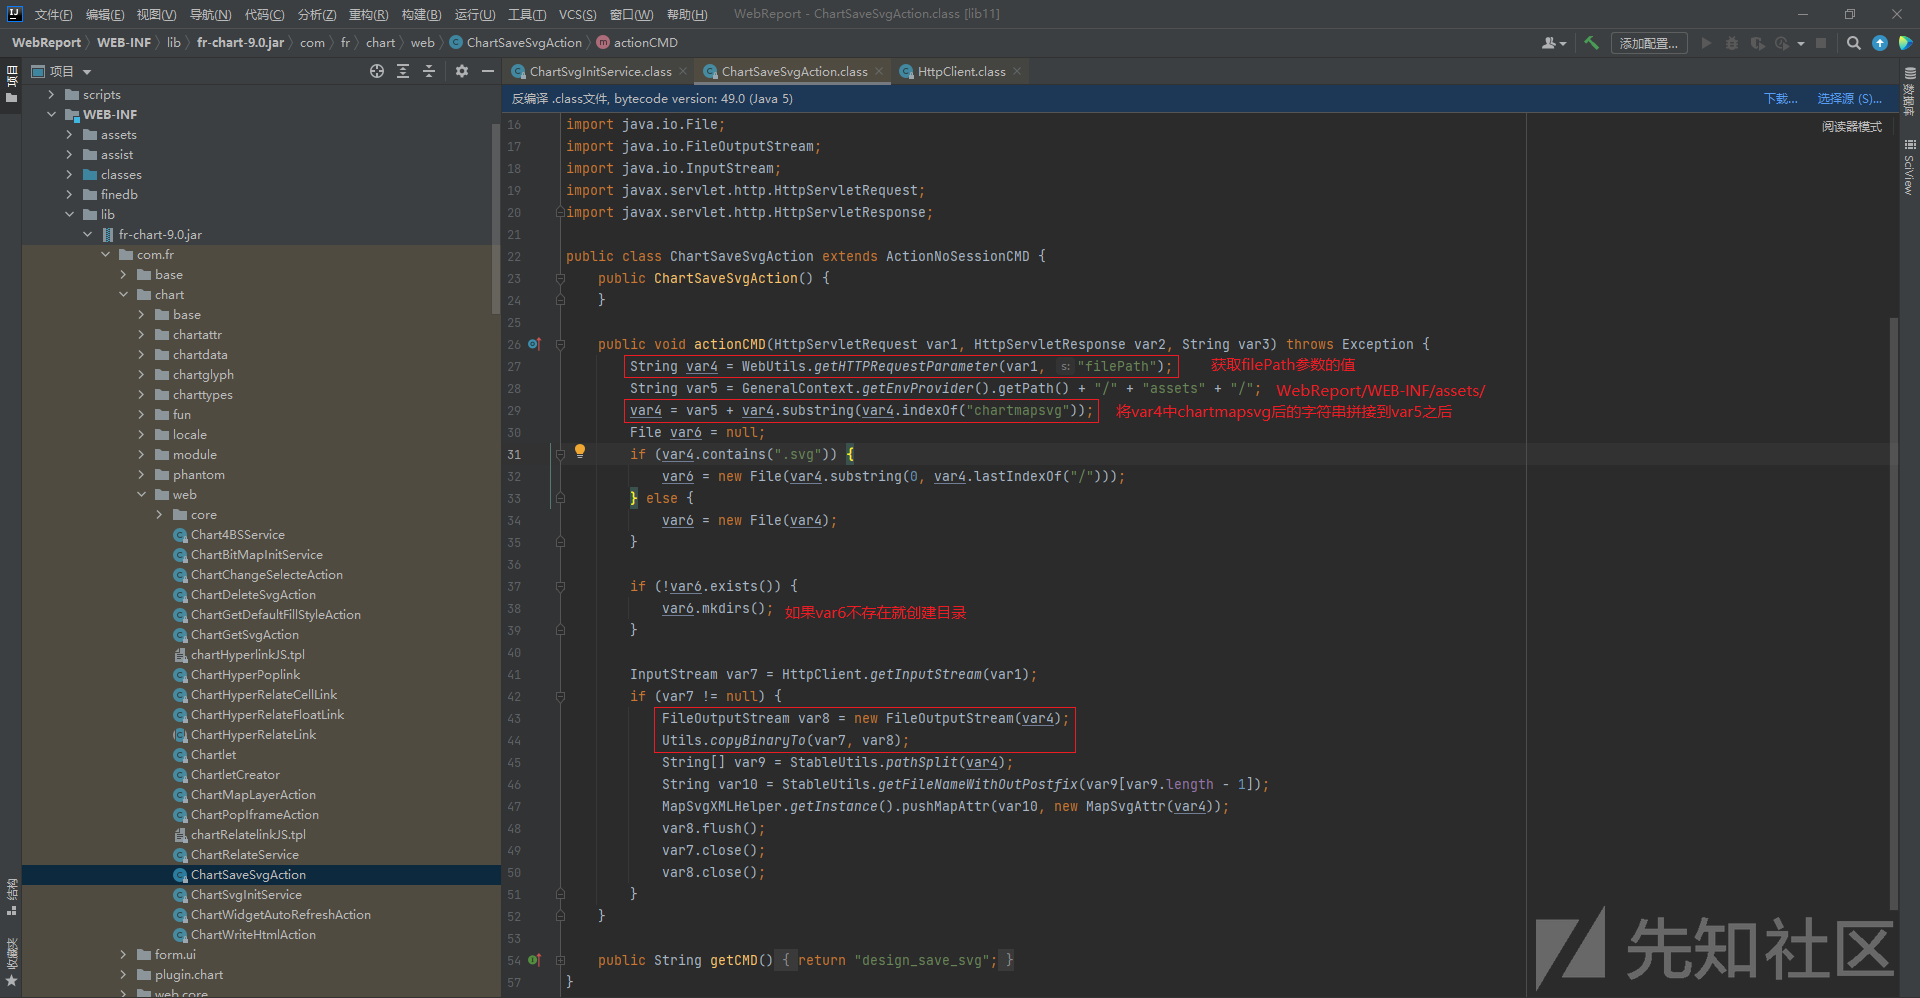 文件(F) 编辑(E) 视图(V) 导航(N) 代码(C) 分析(Z) 重构(R) 构建(B) 运行(U) 工具(T) VCS(S) 窗口(W) 帮助(H) WebReport - ChartSaveSvgAction.class [lib11]
WebReport WEB-INF lib fr-chart-9.0.jar com fr chart web ChartSaveSvgAction actionCMD
添加配置...
项目
ChartSvgInitService.class ChartSaveSvgAction.class HttpClient.class
反编译 .class文件, bytecode version: 49.0 (Java 5)
下载... 选择源 (S)...
阅读器模式
项目
结构
收藏夹
数据库
SciView
scripts
WEB-INF
assets
assist
classes
finedb
lib
fr-chart-9.0.jar
com.fr
base
chart
base
chartattr
chartdata
chartglyph
charttypes
fun
locale
module
phantom
web
core
Chart4BSService
ChartBitMapInitService
ChartChangeSelecteAction
ChartDeleteSvgAction
ChartGetDefaultFillStyleAction
ChartGetSvgAction
chartHyperlinkJS.tpl
ChartHyperPoplink
ChartHyperRelateCellLink
ChartHyperRelateFloatLink
ChartHyperRelateLink
Chartlet
ChartletCreator
ChartMapLayerAction
ChartPopIframeAction
chartRelatelinkJS.tpl
ChartRelateService
ChartSaveSvgAction
ChartSvgInitService
ChartWidgetAutoRefreshAction
ChartWriteHtmlAction
form.ui
plugin.chart
web.core
16 import java.io.File;
17 import java.io.FileOutputStream;
18 import java.io.InputStream;
19 import javax.servlet.http.HttpServletRequest;
20 import javax.servlet.http.HttpServletResponse;
21
22 public class ChartSaveSvgAction extends ActionNoSessionCMD {
23 public ChartSaveSvgAction() {
24 }
25
26 public void actionCMD(HttpServletRequest var1, HttpServletResponse var2, String var3) throws Exception {
27 String var4 = WebUtils.getHTTPRequestParameter(var1, s: "filePath"); 获取filePath参数的值
28 String var5 = GeneralContext.getEnvProvider().getPath() + "/" + "assets" + "/"; WebReport/WEB-INF/assets/
29 var4 = var5 + var4.substring(var4.indexOf("chartmapsvg")); 将var4中chartmapsvg后的字符串拼接到var5之后
30 File var6 = null;
31 if (var4.contains(".svg")) {
32 var6 = new File(var4.substring(0, var4.lastIndexOf("/")));
33 } else {
34 var6 = new File(var4);
35 }
36
37 if (!var6.exists()) {
38 var6.mkdirs(); 如果var6不存在就创建目录
39 }
40
41 InputStream var7 = HttpClient.getInputStream(var1);
42 if (var7 != null) {
43 FileOutputStream var8 = new FileOutputStream(var4);
44 Utils.copyBinaryTo(var7, var8);
45 String[] var9 = StableUtils.pathSplit(var4);
46 String var10 = StableUtils.getFileNameWithOutPostfix(var9[var9.length - 1]);
47 MapSvgXMLHelper.getInstance().pushMapAttr(var10, new MapSvgAttr(var4));
48 var8.flush();
49 var7.close();
50 var8.close();
51 }
52 }
53
54 public String getCMD() { return "design_save_svg"; }
57 }
先知社区